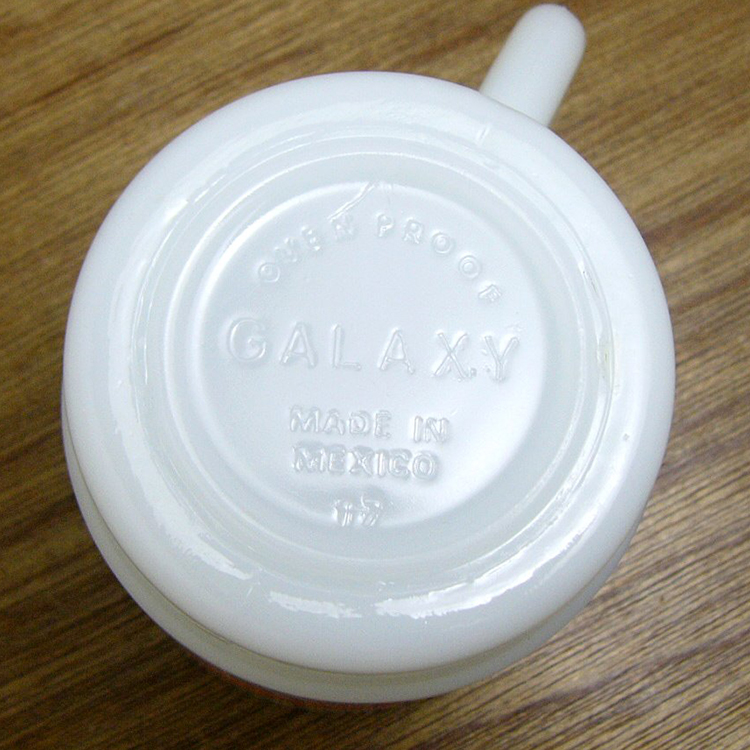 OVEN PROOF
GALAXY
MADE IN
MEXICO